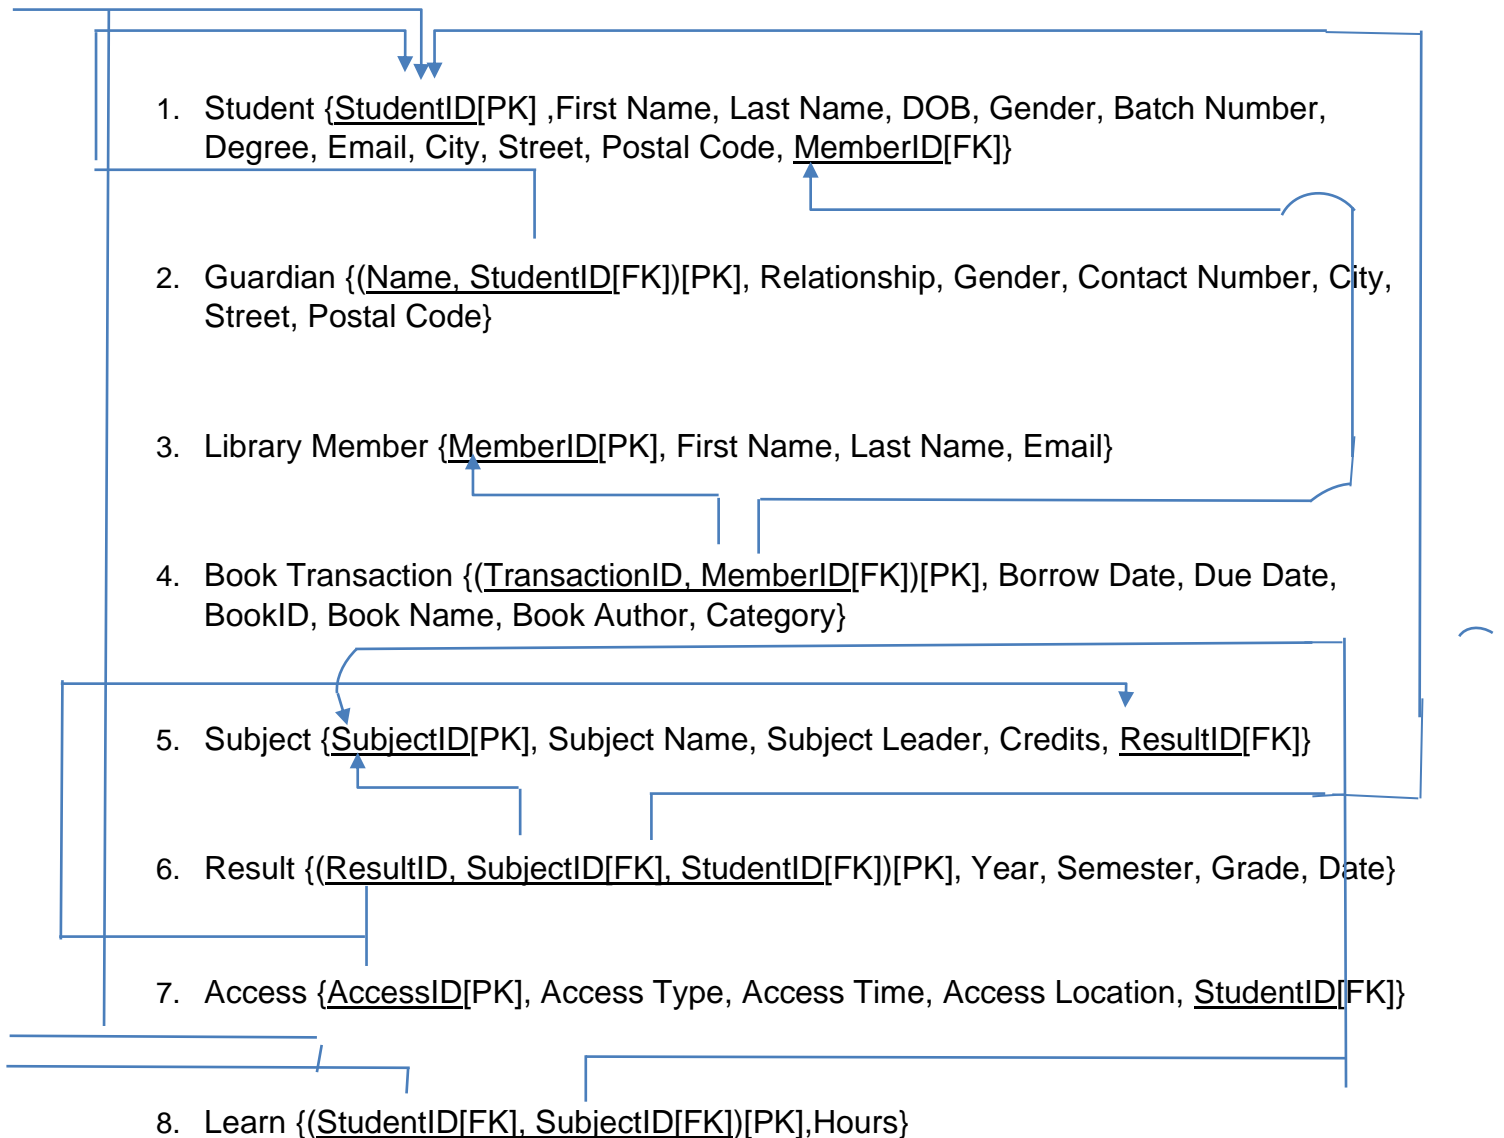 1. Student {StudentID[PK] ,First Name, Last Name, DOB, Gender, Batch Number,
Degree, Email, City, Street, Postal Code, MemberID[FK]}
2. Guardian {(Name, StudentID[FK])[PK], Relationship, Gender, Contact Number, City,
Street, Postal Code}
3. Library Member {MemberID[PK], First Name, Last Name, Email}
4. Book Transaction {(TransactionID, MemberID[FK])[PK], Borrow Date, Due Date,
BookID, Book Name, Book Author, Category}
5. Subject {SubjectID[PK], Subject Name, Subject Leader, Credits, ResultID[FK]}
6. Result {(ResultID, SubjectID[FK], StudentID[FK])[PK], Year, Semester, Grade, Date}
7. Access {AccessID[PK], Access Type, Access Time, Access Location, StudentID[FK]}
8. Learn {(StudentID[FK], SubjectID[FK])[PK],Hours}